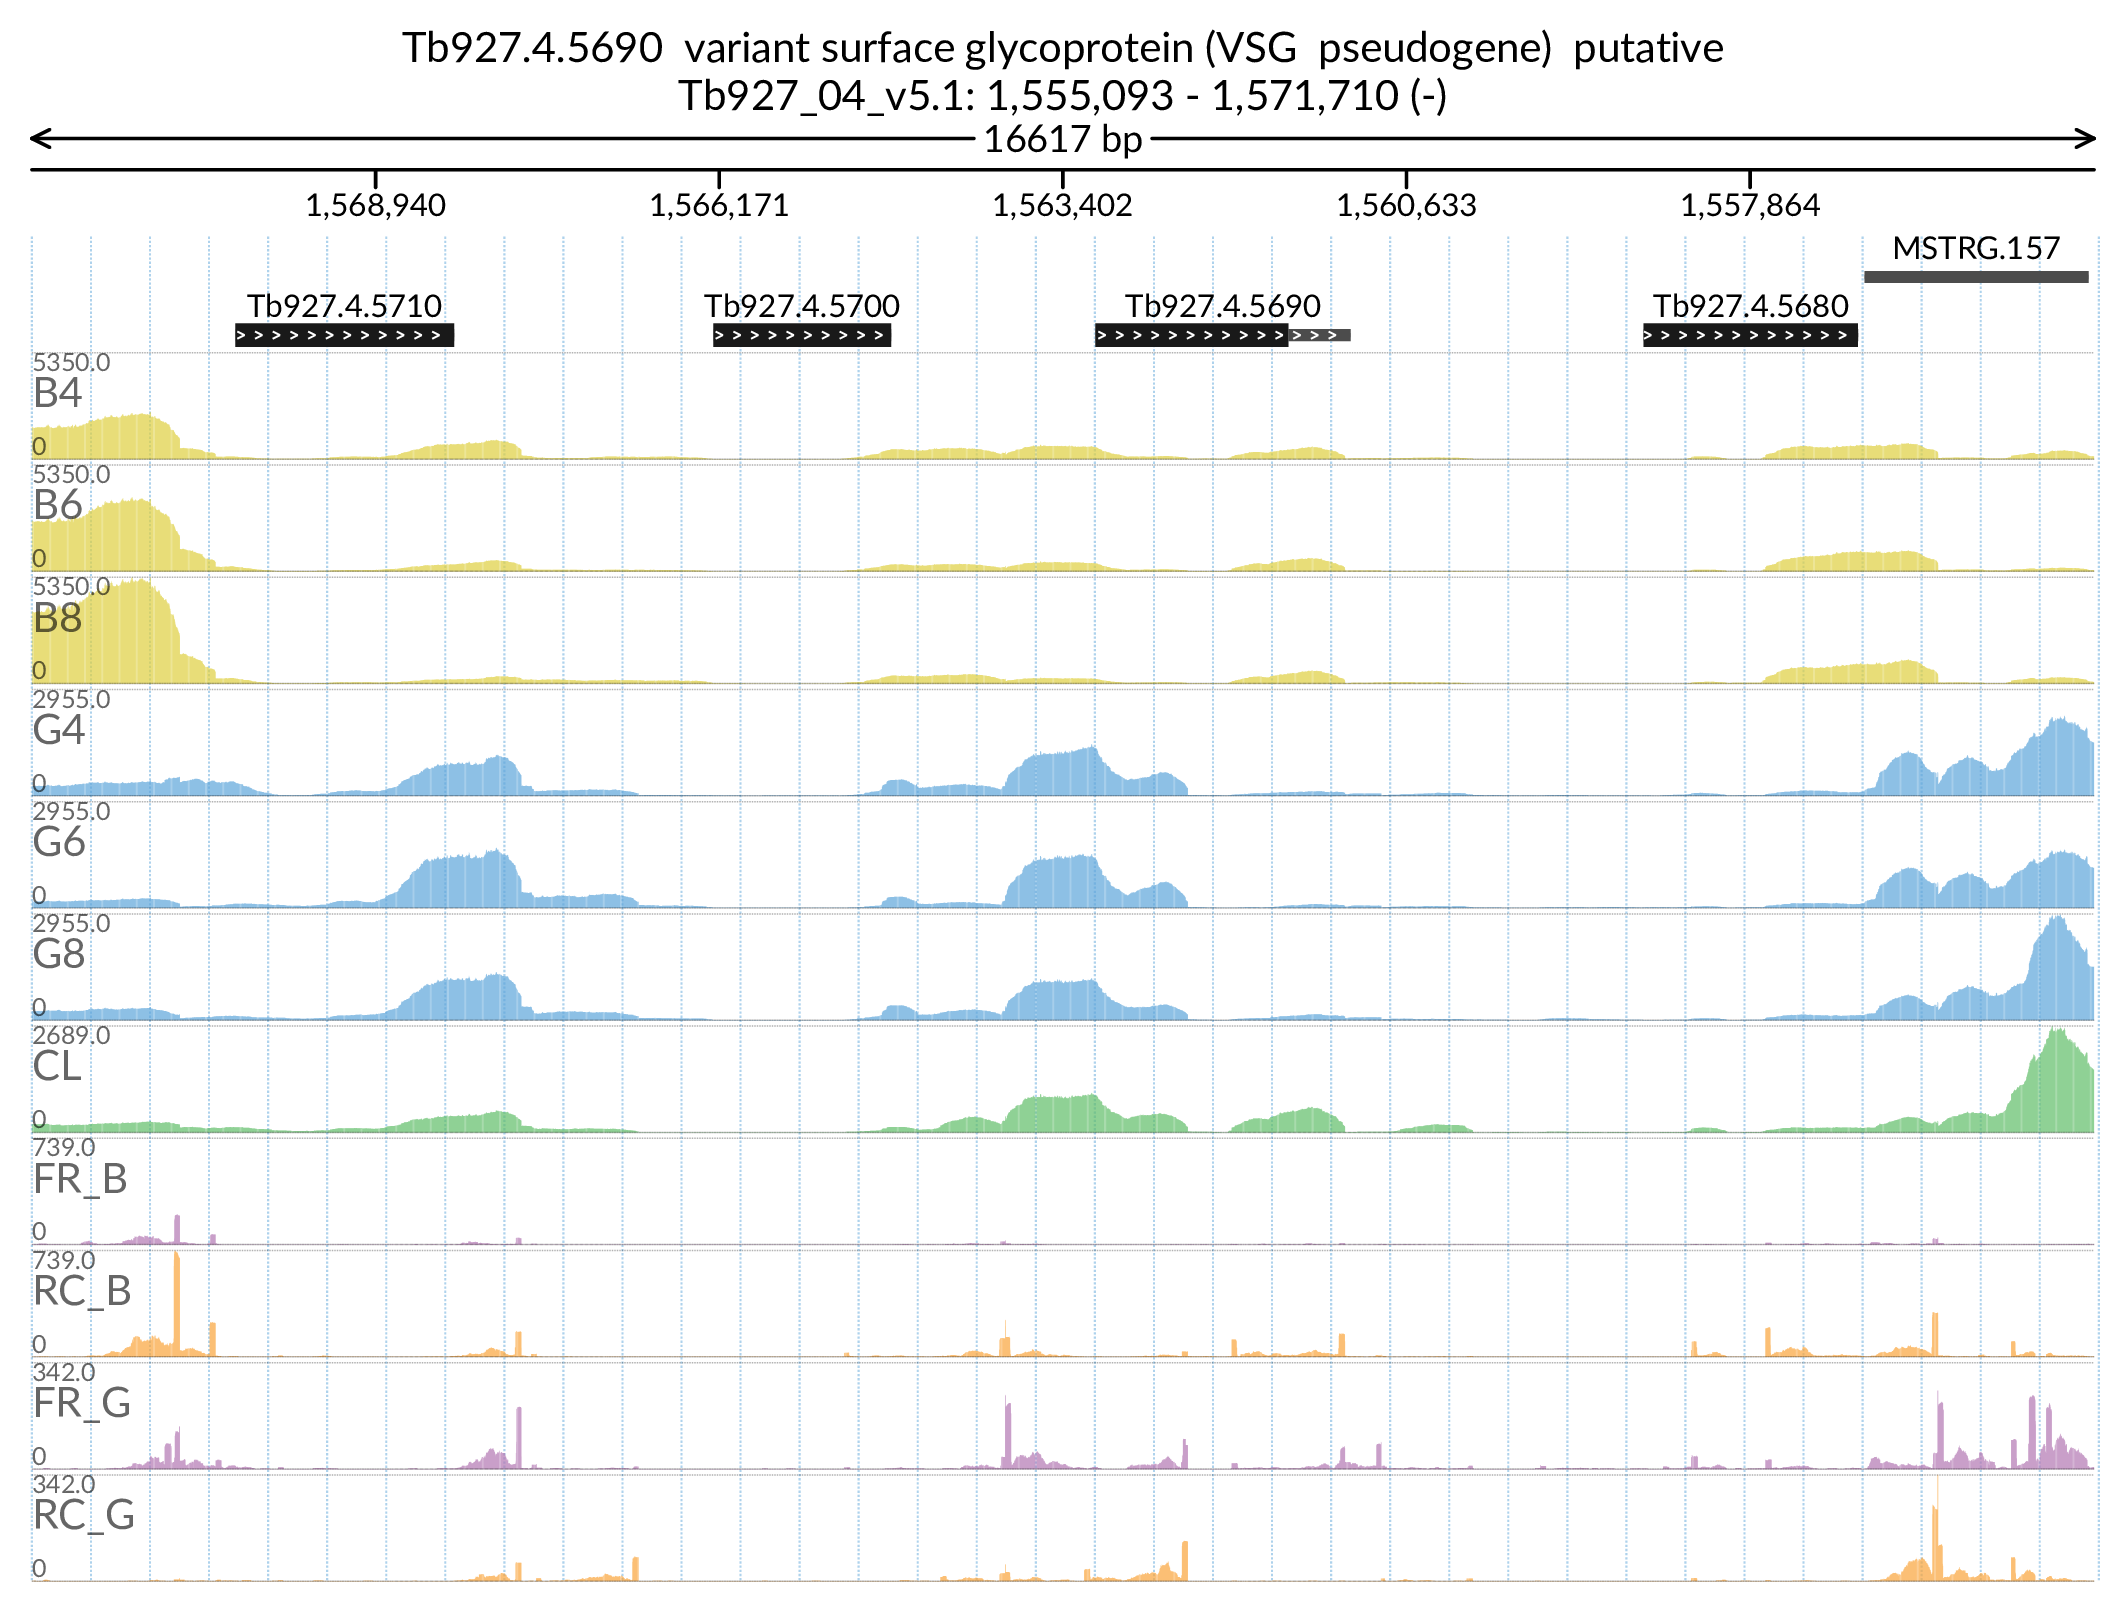 Tb927.4.5690  variant surface glycoprotein (VSG  pseudogene)  putative
Tb927_04_v5.1: 1,555,093 - 1,571,710 (-)
16617 bp
1,568,940 1,566,171 1,563,402 1,560,633 1,557,864
MSTRG.157
Tb927.4.5710 Tb927.4.5700 Tb927.4.5690 Tb927.4.5680
5350.0
B4
0
5350.0
B6
0
5350.0
B8
0
2955.0
G4
0
2955.0
G6
0
2955.0
G8
0
2689.0
CL
0
739.0
FR_B
0
739.0
RC_B
0
342.0
FR_G
0
342.0
RC_G
0